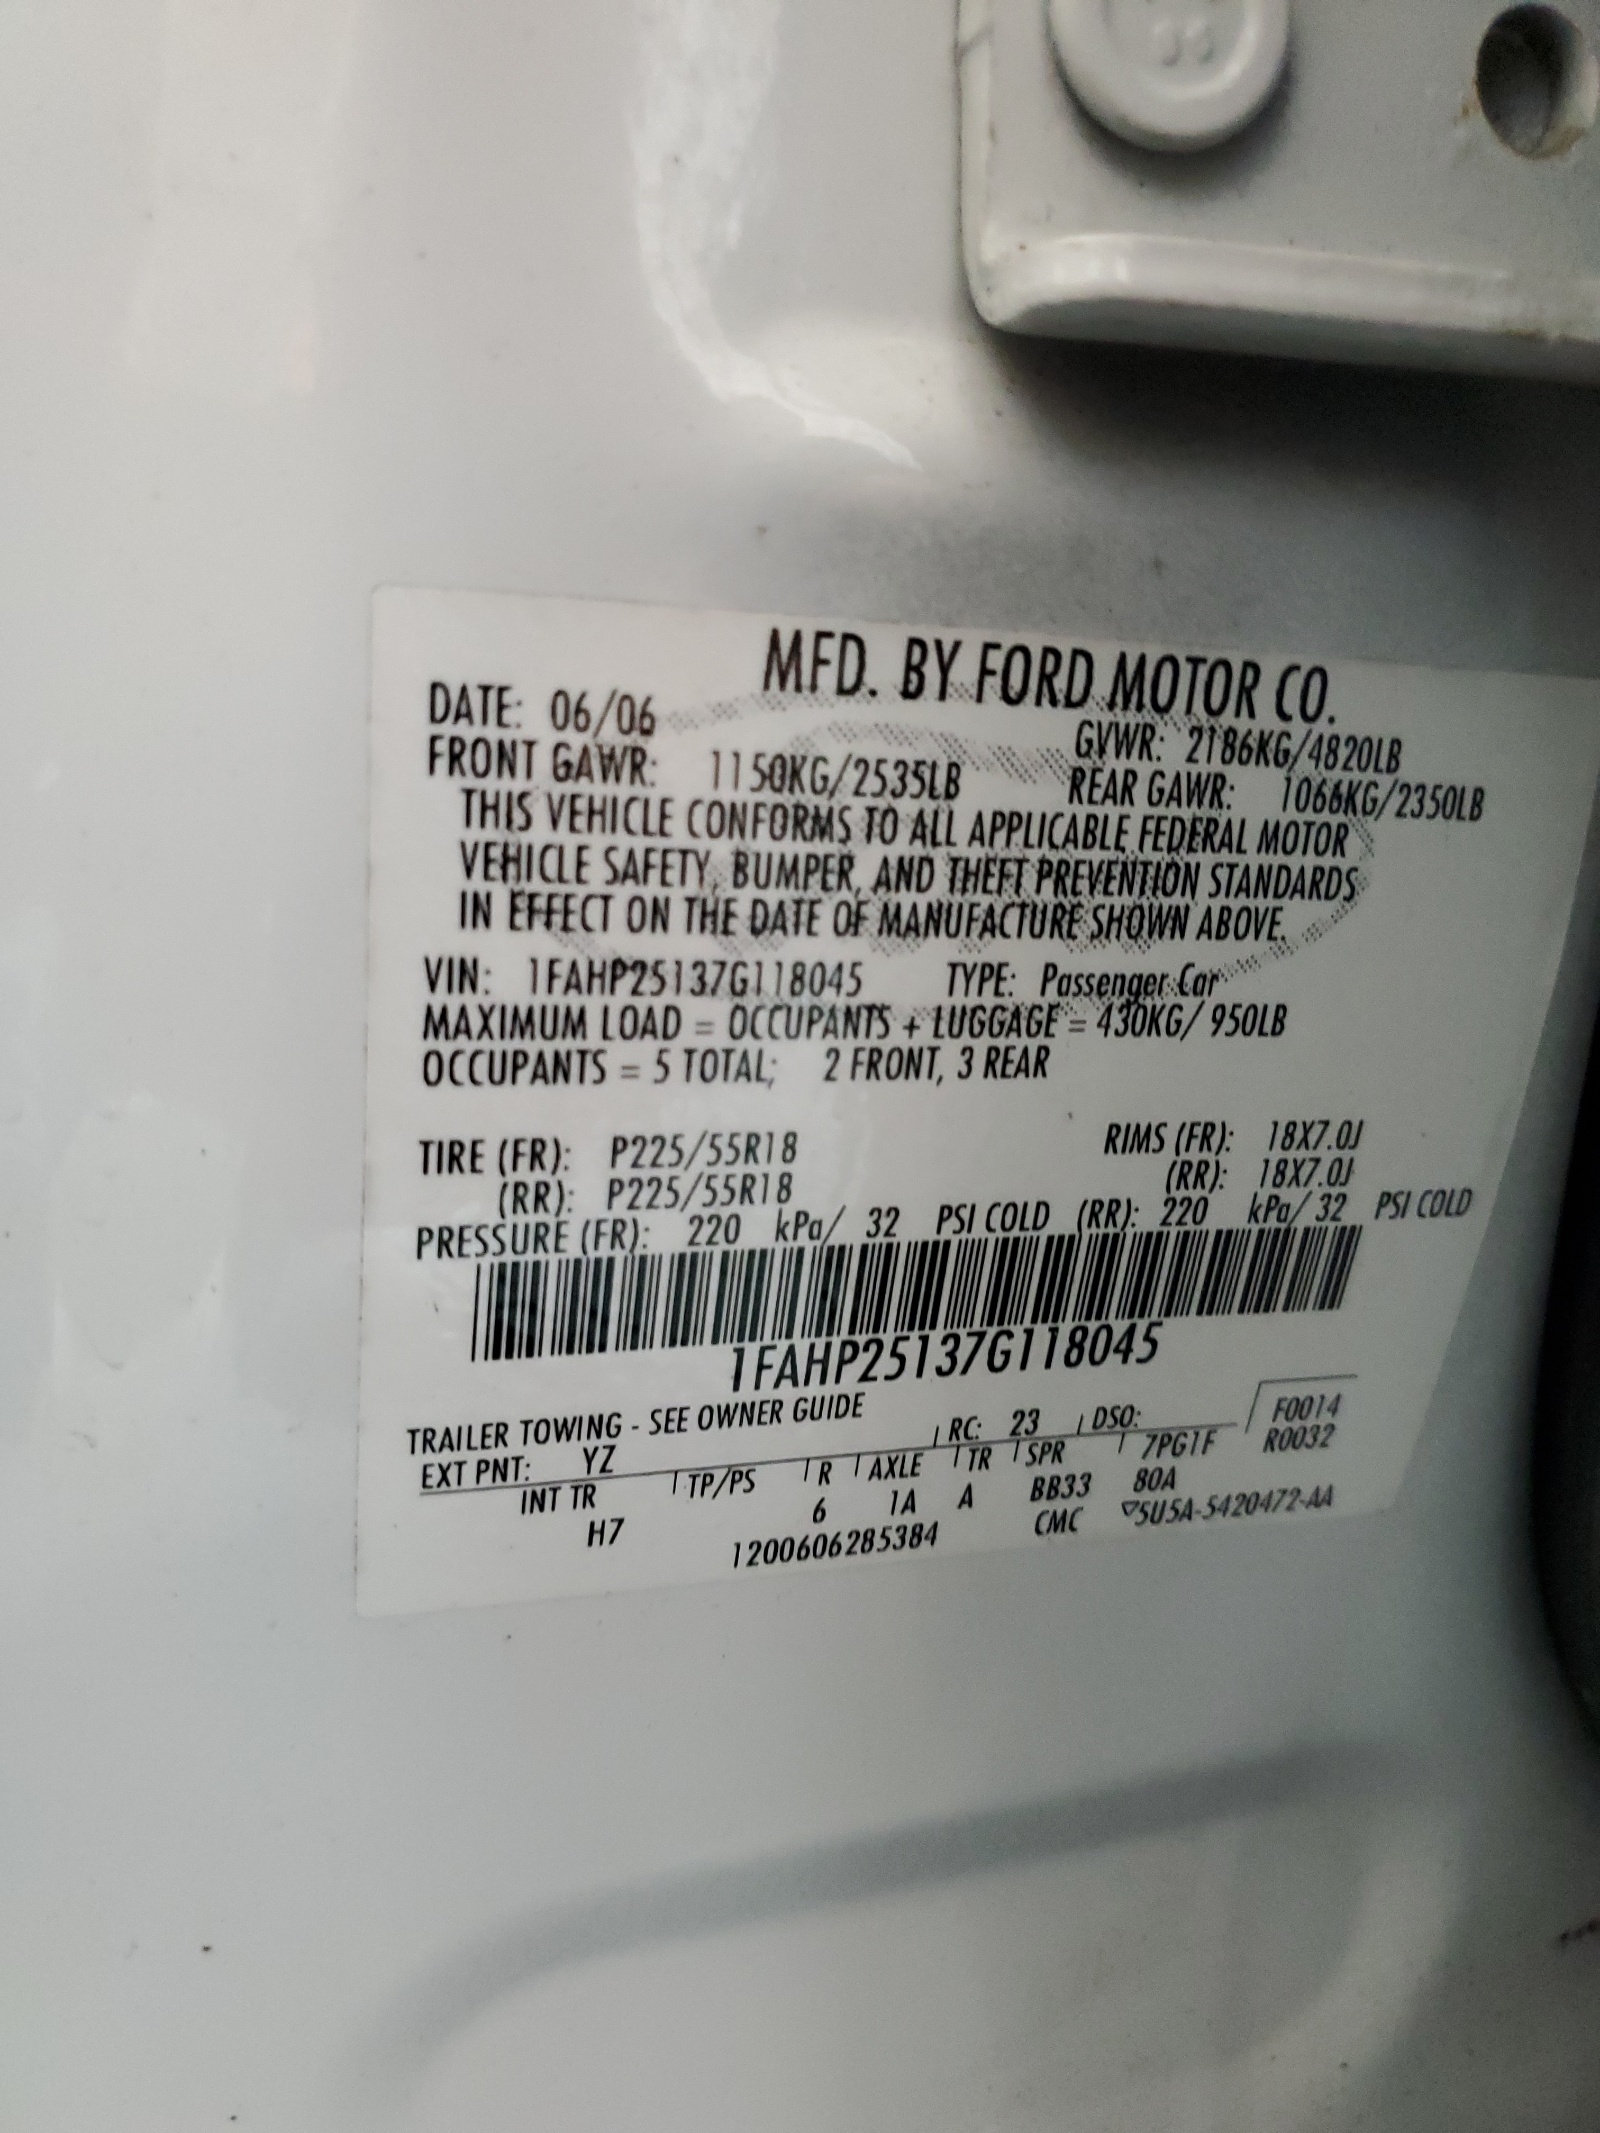 MFD. BY FORD MOTOR CO.
DATE: 06/06 GVWR: 2186KG/4820LB
FRONT GAWR: 1150KG/2535LB REAR GAWR: 1066KG/2350LB
THIS VEHICLE CONFORMS TO ALL APPLICABLE FEDERAL MOTOR
VEHICLE SAFETY, BUMPER, AND THEFT PREVENTION STANDARDS
IN EFFECT ON THE DATE OF MANUFACTURE SHOWN ABOVE.
VIN: 1FAHP25137G118045 TYPE: Passenger Car
MAXIMUM LOAD = OCCUPANTS + LUGGAGE = 430KG/ 950LB
OCCUPANTS = 5 TOTAL; 2 FRONT, 3 REAR
TIRE (FR): P225/55R18 RIMS (FR): 18X7.0J
(RR): P225/55R18 (RR): 18X7.0J
PRESSURE (FR): 220 kPa/ 32 PSI COLD (RR): 220 kPa/ 32 PSI COLD
1FAHP25137G118045
TRAILER TOWING - SEE OWNER GUIDE F0014
EXT PNT: YZ RC: 23 DSO: R0032
INT TR TP/PS R AXLE TR SPR 7PG1F
H7 6 1A A BB33 80A
1200606285384 CMC ▽5U5A-5420472-AA